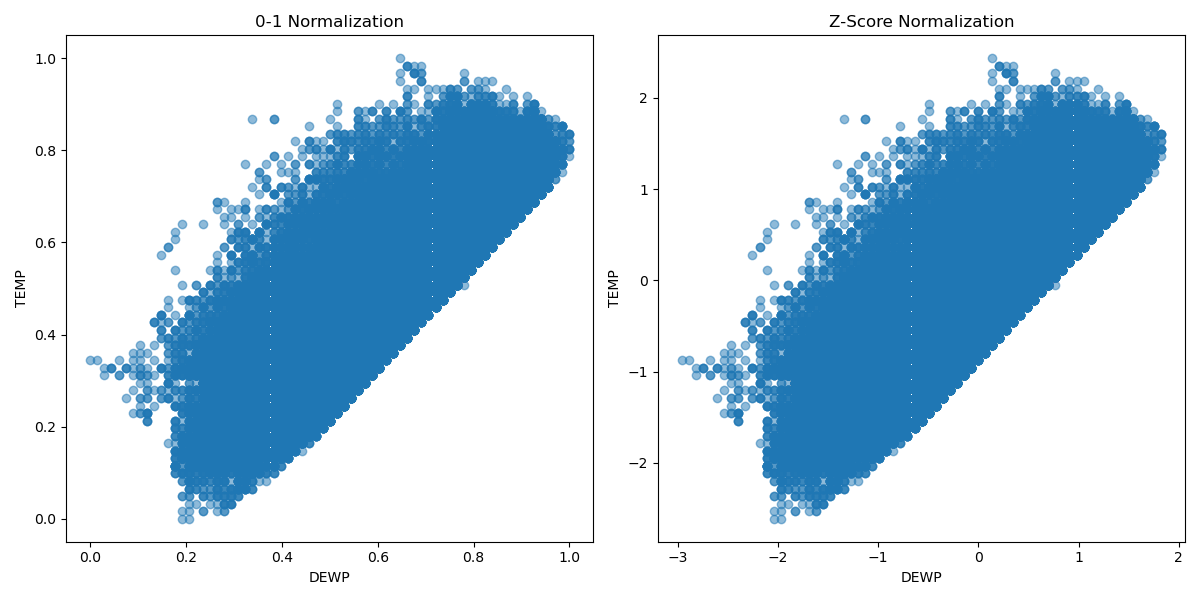 0-1 Normalization
TEMP
1.0
0.8
0.6
0.4
0.2
0.0
0.0 0.2 0.4 0.6 0.8 1.0
DEWP
Z-Score Normalization
TEMP
2
1
0
−1
−2
−3 −2 −1 0 1 2
DEWP